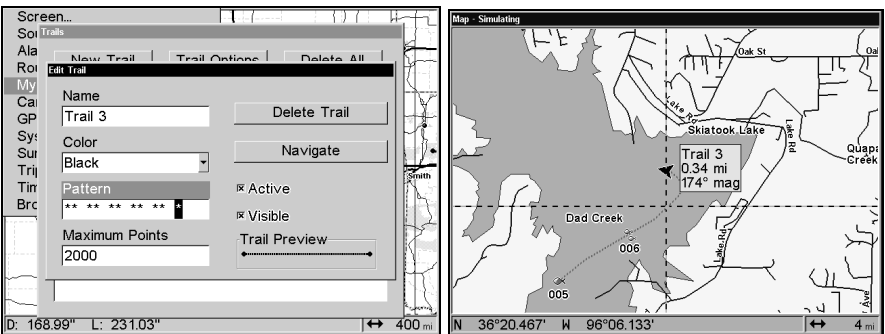 Screen...
Sou
Trails
Ala
New Trail
Trail Options
Delete All
Rou
Edit Trail
My
Name
Trail 3
Delete Trail
Car
GP
Color
Black
Navigate
Sys
Sur
Pattern
** ** ** ** ** *
Active
Trip
Tim
Visible
Bro
Maximum Points
2000
Trail Preview
Smith
D: 168.99" L: 231.03"
400 mi
Map - Simulating
Oak St
Oak
Lake Rd
Skiatook Lake
Lake Rd
Trail 3
0.34 mi
174° mag
Quapa
Creek
Dad Creek
006
Lake Rd
005
Ave
N 36°20.467' W 96°06.133'
4 mi